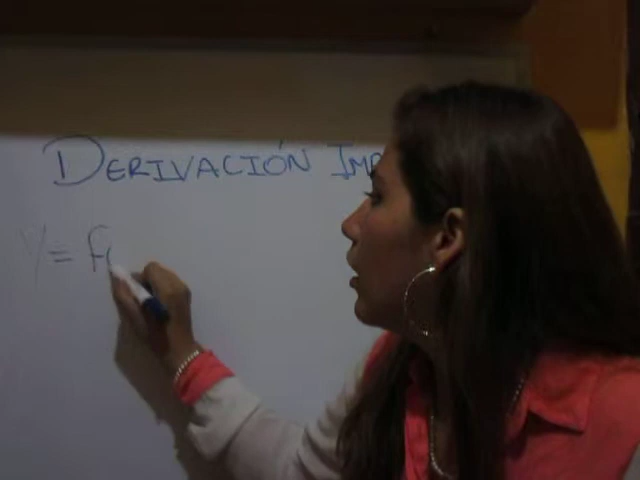 DERIVACIÓN IMP
Y = F(